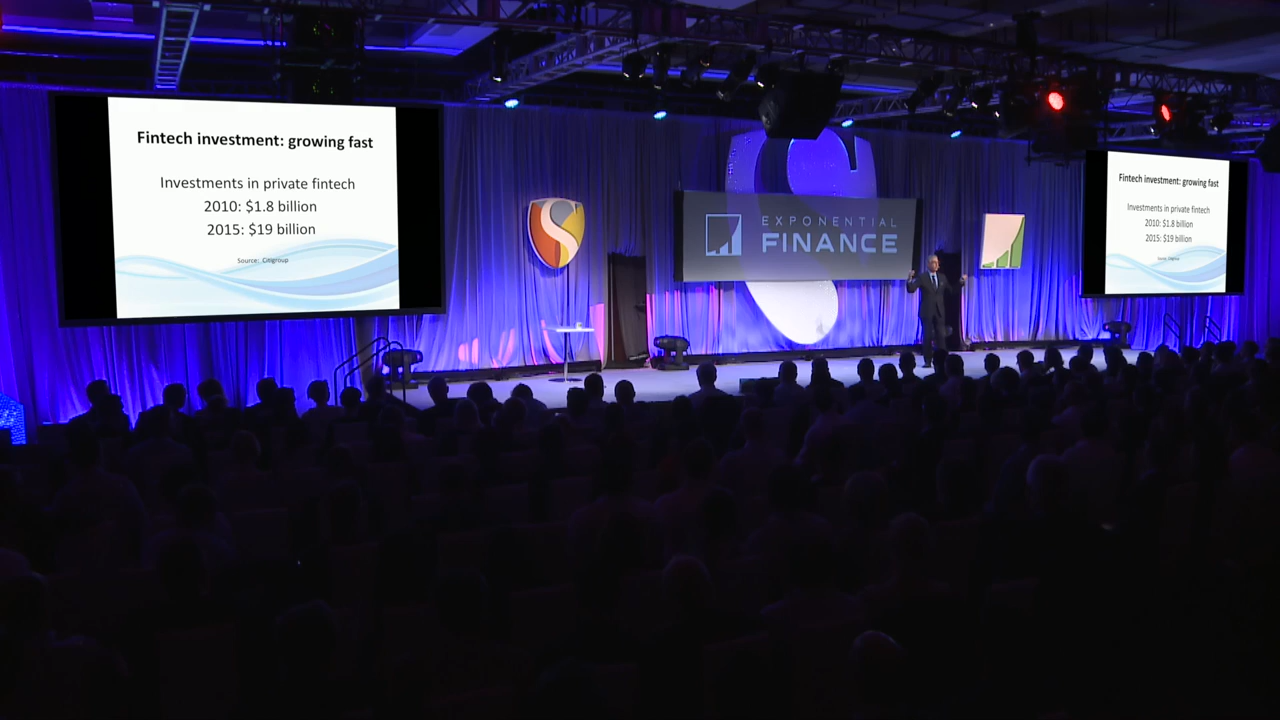 Fintech investment: growing fast
Investments in private fintech
2010: $1.8 billion
2015: $19 billion
Source: Citigroup
EXPONENTIAL
FINANCE
Fintech investment: growing fast
Investments in private fintech
2010: $1.8 billion
2015: $19 billion